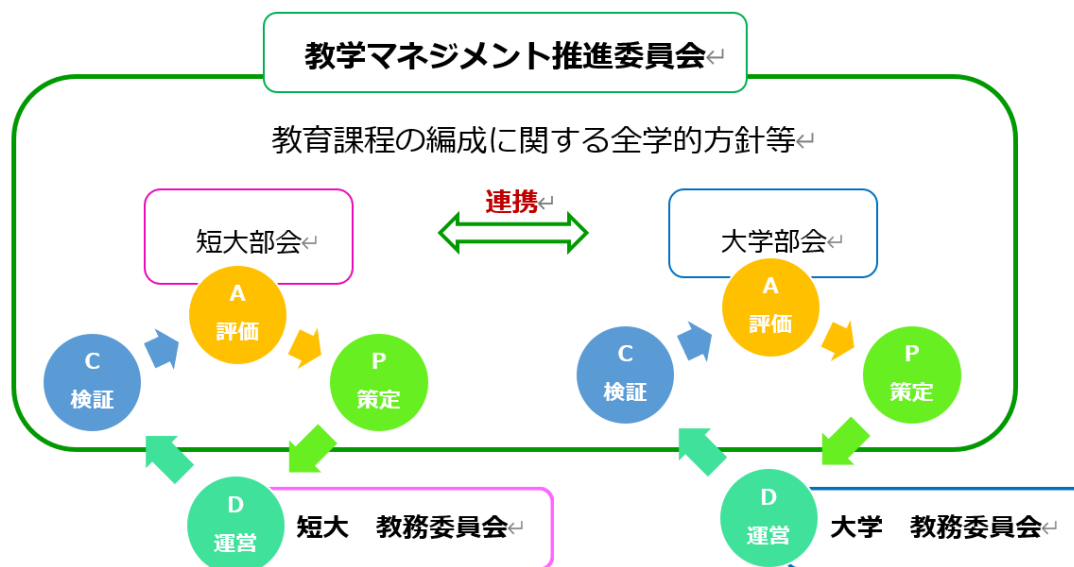 教学マネジメント推進委員会↵
教育課程の編成に関する全学的方針等↵
連携↵
短大部会↵
大学部会↵
A
評価
A
評価
C
検証
P
策定
C
検証
P
策定
D
運営
短大　教務委員会↵
D
運営
大学　教務委員会↵